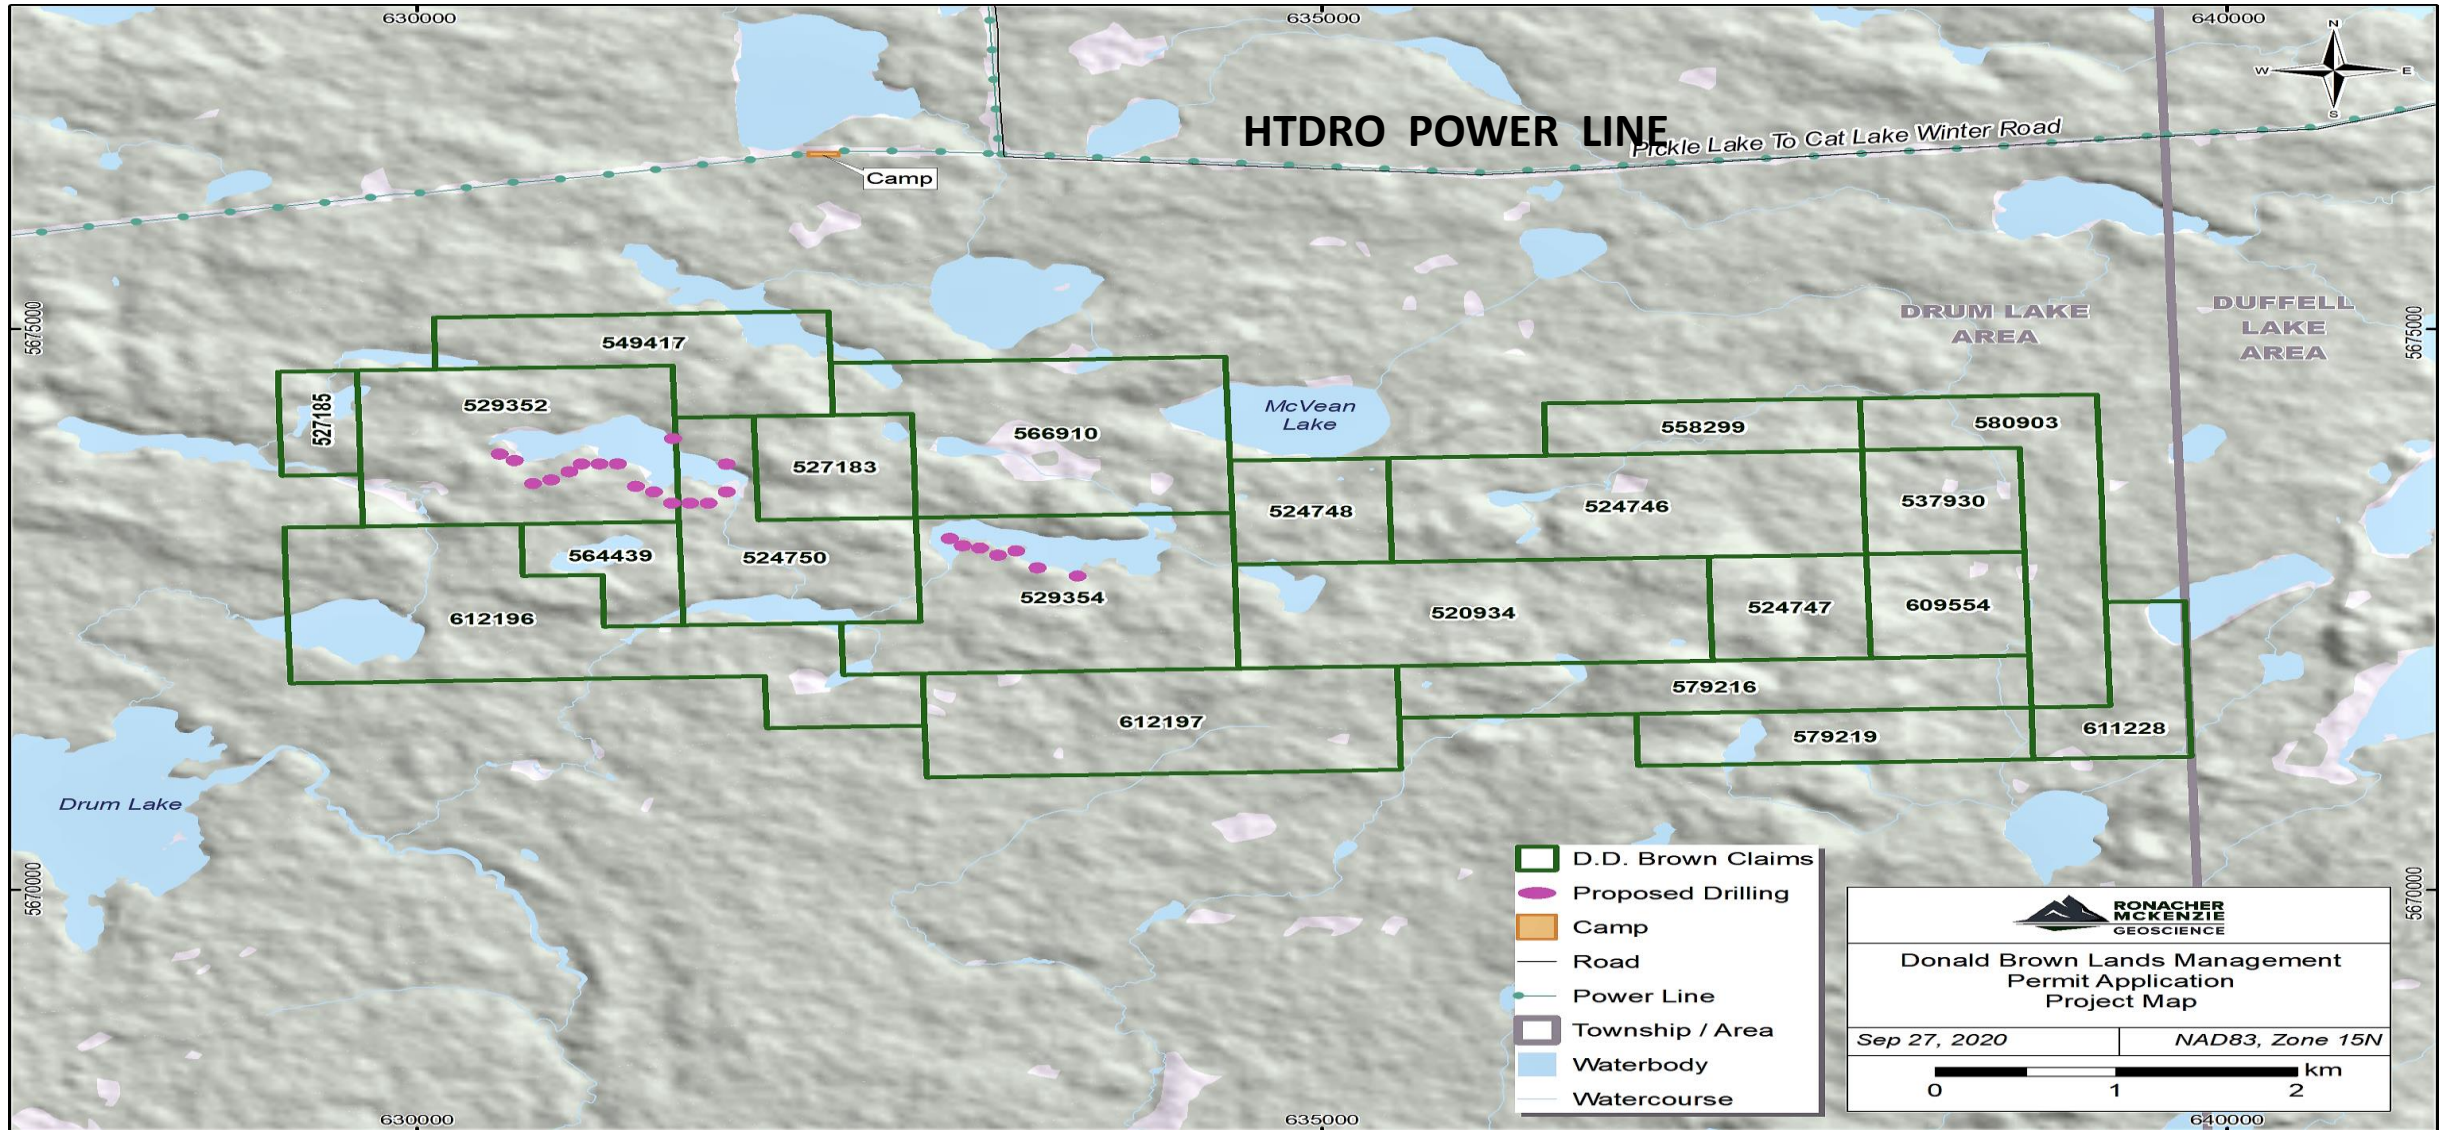 630000
635000
640000
N
W
E
S
HTDRO POWER LINE
Pickle Lake To Cat Lake Winter Road
Camp
5675000
5675000
DRUM LAKE
AREA
DUFFELL
LAKE
AREA
549417
527185
529352
McVean
Lake
566910
558299
580903
527183
524748
524746
537930
564439
524750
529354
612196
520934
524747
609554
579216
612197
579219
611228
Drum Lake
5670000
5670000
D.D. Brown Claims
Proposed Drilling
Camp
Road
Power Line
Township / Area
Waterbody
Watercourse
RONACHER
MCKENZIE
GEOSCIENCE
Donald Brown Lands Management
Permit Application
Project Map
Sep 27, 2020
NAD83, Zone 15N
km
0
1
2
630000
635000
640000